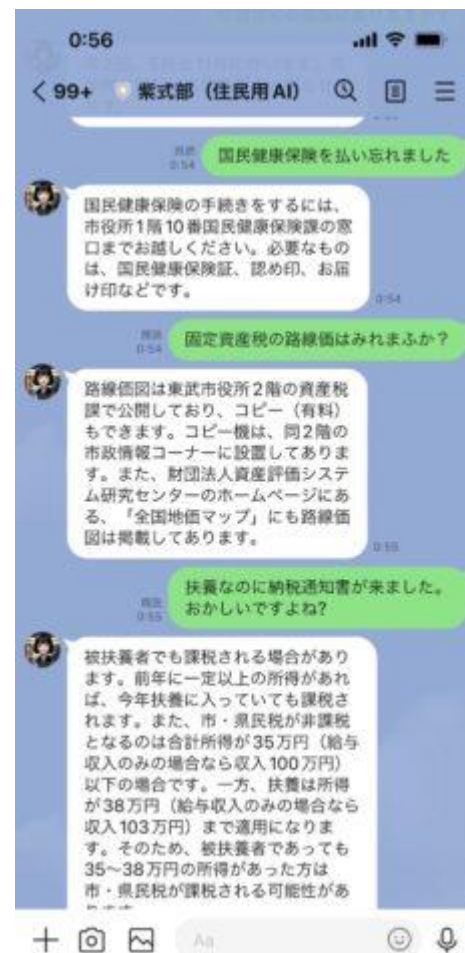 0:56
99+ 紫式部（住民用AI）
既読
0:54
国民健康保険を払い忘れました
国民健康保険の手続きをするには、
市役所1階10番国民健康保険課の窓
口までお越しください。必要なもの
は、国民健康保険証、認め印、お届
け印などです。
0:54
既読
0:54
固定資産税の路線価はみれまふか？
路線価図は東武市役所2階の資産税
課で公開しており、コピー（有料）
もできます。コピー機は、同2階の
市政情報コーナーに設置してありま
す。また、財団法人資産評価システ
ム研究センターのホームページにあ
る、「全国地価マップ」にも路線価
図は掲載してあります。
0:55
扶養なのに納税通知書が来ました。
おかしいですよね？
既読
0:55
被扶養者でも課税される場合があり
ます。前年に一定以上の所得があれ
ば、今年扶養に入っていても課税さ
れます。また、市・県民税が非課税
となるのは合計所得が35万円（給与
収入のみの場合なら収入100万円）
以下の場合です。一方、扶養は所得
が38万円（給与収入のみの場合なら
収入103万円）まで適用になりま
す。そのため、被扶養者であっても
35〜38万円の所得があった方は
市・県民税が課税される可能性があ
Aa